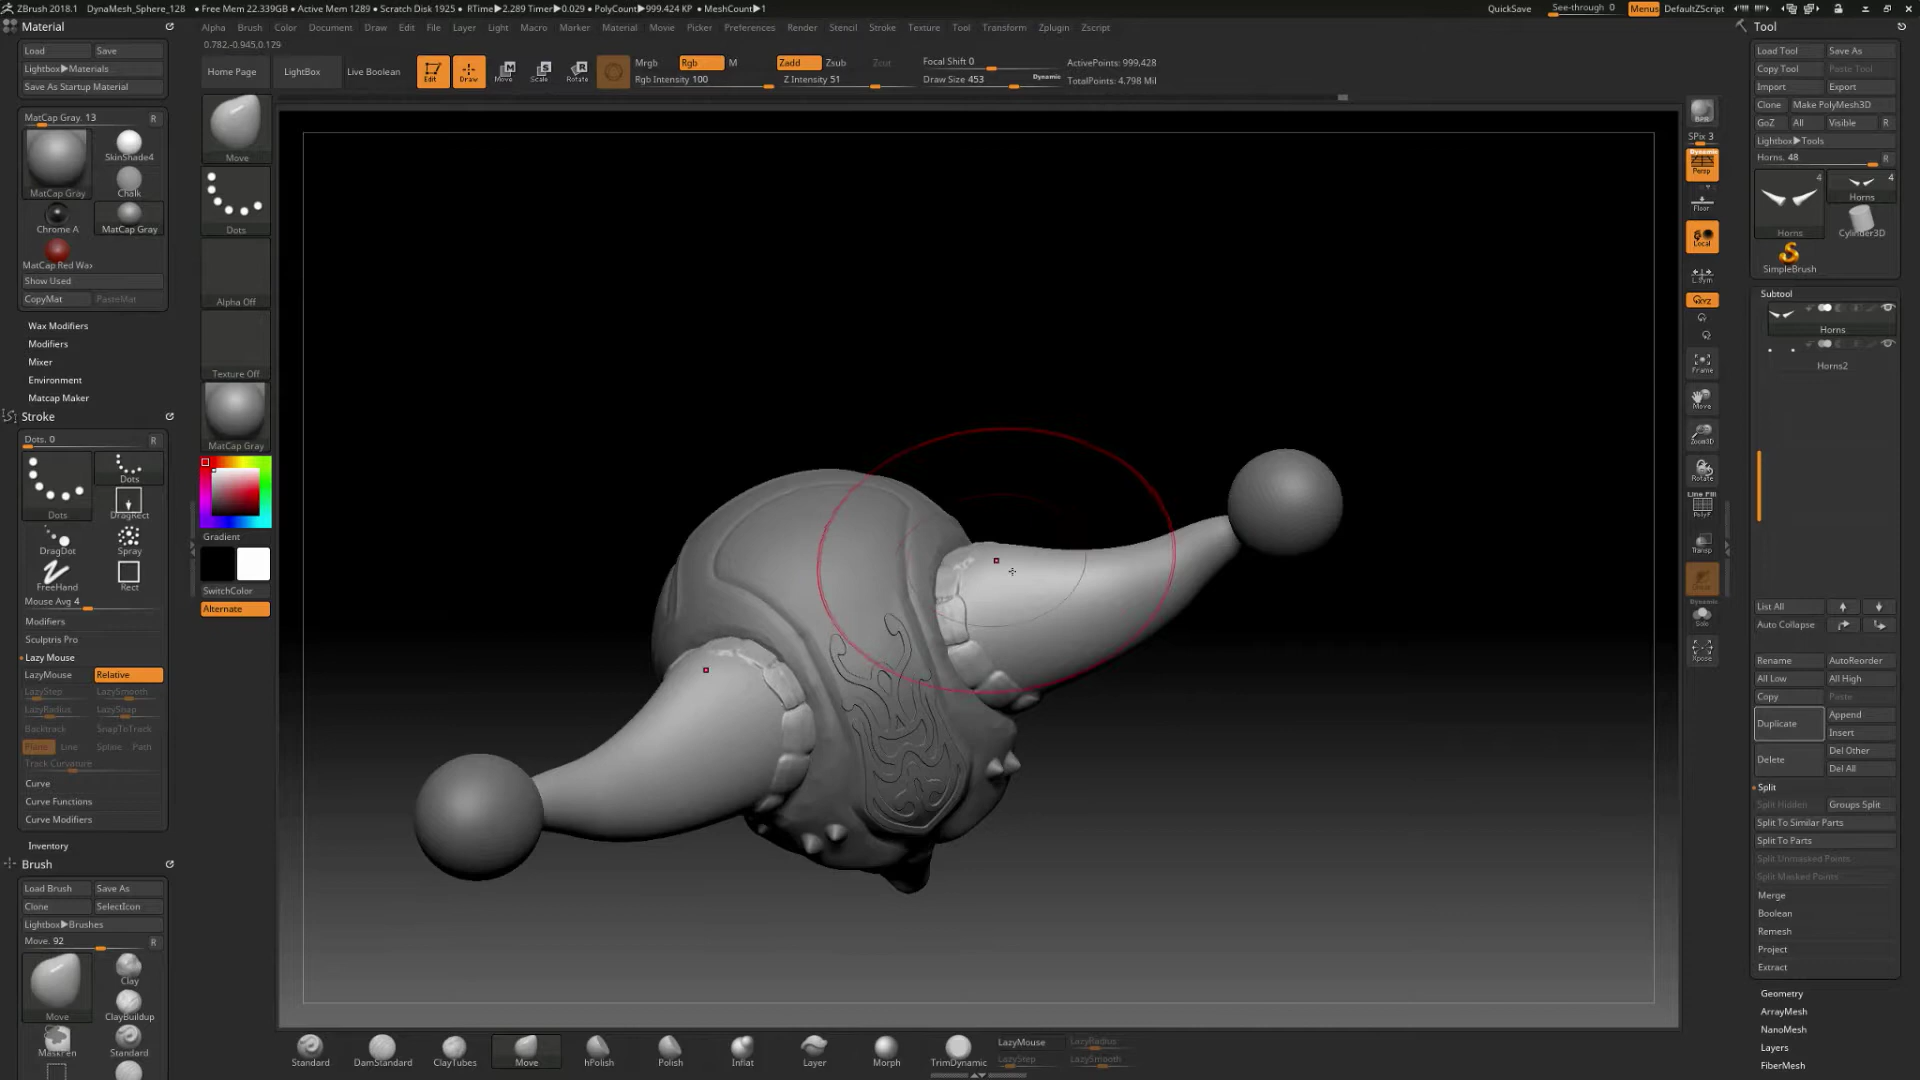 ZBrush 2018.1 DynaMesh_Sphere_128 • Free Mem 22.339GB • Active Mem 1289 • Scratch Disk 1925 • RTime▶2.289 Timer▶0.029 • PolyCount▶999.424 KP • MeshCount▶1 QuickSave See-through 0 Menus DefaultZScript
Material Alpha Brush Color Document Draw Edit File Layer Light Macro Marker Material Movie Picker Preferences Render Stencil Stroke Texture Tool Transform Zplugin Zscript Tool
0.782,-0.945,0.129
Load Save
Lightbox▶Materials
Save As Startup Material
Home Page LightBox Live Boolean Edit Draw Move Scale Rotate
Mrgb Rgb M
Rgb Intensity 100
Zadd Zsub Zcut
Z Intensity 51
Focal Shift 0
Draw Size 453 Dynamic
ActivePoints: 999,428
TotalPoints: 4.798 Mil
MatCap Gray. 13 R
SkinShade4
MatCap Gray Chalk
Chrome A MatCap Gray
MatCap Red Wax
Show Used
CopyMat PasteMat
Wax Modifiers
Modifiers
Mixer
Environment
Matcap Maker
Stroke
Dots. 0 R
Dots
Dots DragRect
DragDot Spray
FreeHand Rect
Mouse Avg 4
Modifiers
Sculptris Pro
Lazy Mouse
LazyMouse Relative
LazyStep LazySmooth
LazyRadius LazySnap
Backtrack SnapToTrack
Plane Line Spline Path
Track Curvature
Curve
Curve Functions
Curve Modifiers
Inventory
Brush
Load Brush Save As
Clone SelectIcon
Lightbox▶Brushes
Move. 92 R
Clay
Move ClayBuildup
MaskPen Standard
Move
Dots
Alpha Off
Texture Off
MatCap Gray
Gradient
SwitchColor
Alternate
Standard DamStandard ClayTubes Move hPolish Polish Inflat Layer Morph TrimDynamic
LazyMouse LazyRadius
LazyStep LazySmooth
BPR
SPix 3
Dynamic
Persp
Floor
Local
L.Sym
XYZ
Frame
Move
Zoom3D
Rotate
Line Fill
PolyF
Transp
Dynamic
Solo
Xpose
Load Tool Save As
Copy Tool Paste Tool
Import Export
Clone Make PolyMesh3D
GoZ All Visible R
Lightbox▶Tools
Horns. 48 R
4 4
Horns
Horns Cylinder3D
SimpleBrush
Subtool
Horns
Horns2
List All
Auto Collapse
Rename AutoReorder
All Low All High
Copy Paste
Duplicate Append
Insert
Delete Del Other
Del All
Split
Split Hidden Groups Split
Split To Similar Parts
Split To Parts
Split Unmasked Points
Split Masked Points
Merge
Boolean
Remesh
Project
Extract
Geometry
ArrayMesh
NanoMesh
Layers
FiberMesh